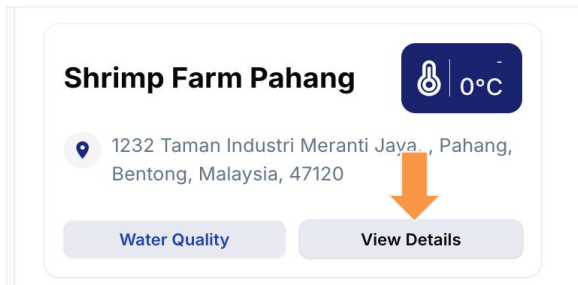 Shrimp Farm Pahang
-
0°C
1232 Taman Industri Meranti Jaya, , Pahang,
Bentong, Malaysia, 47120
Water Quality
View Details